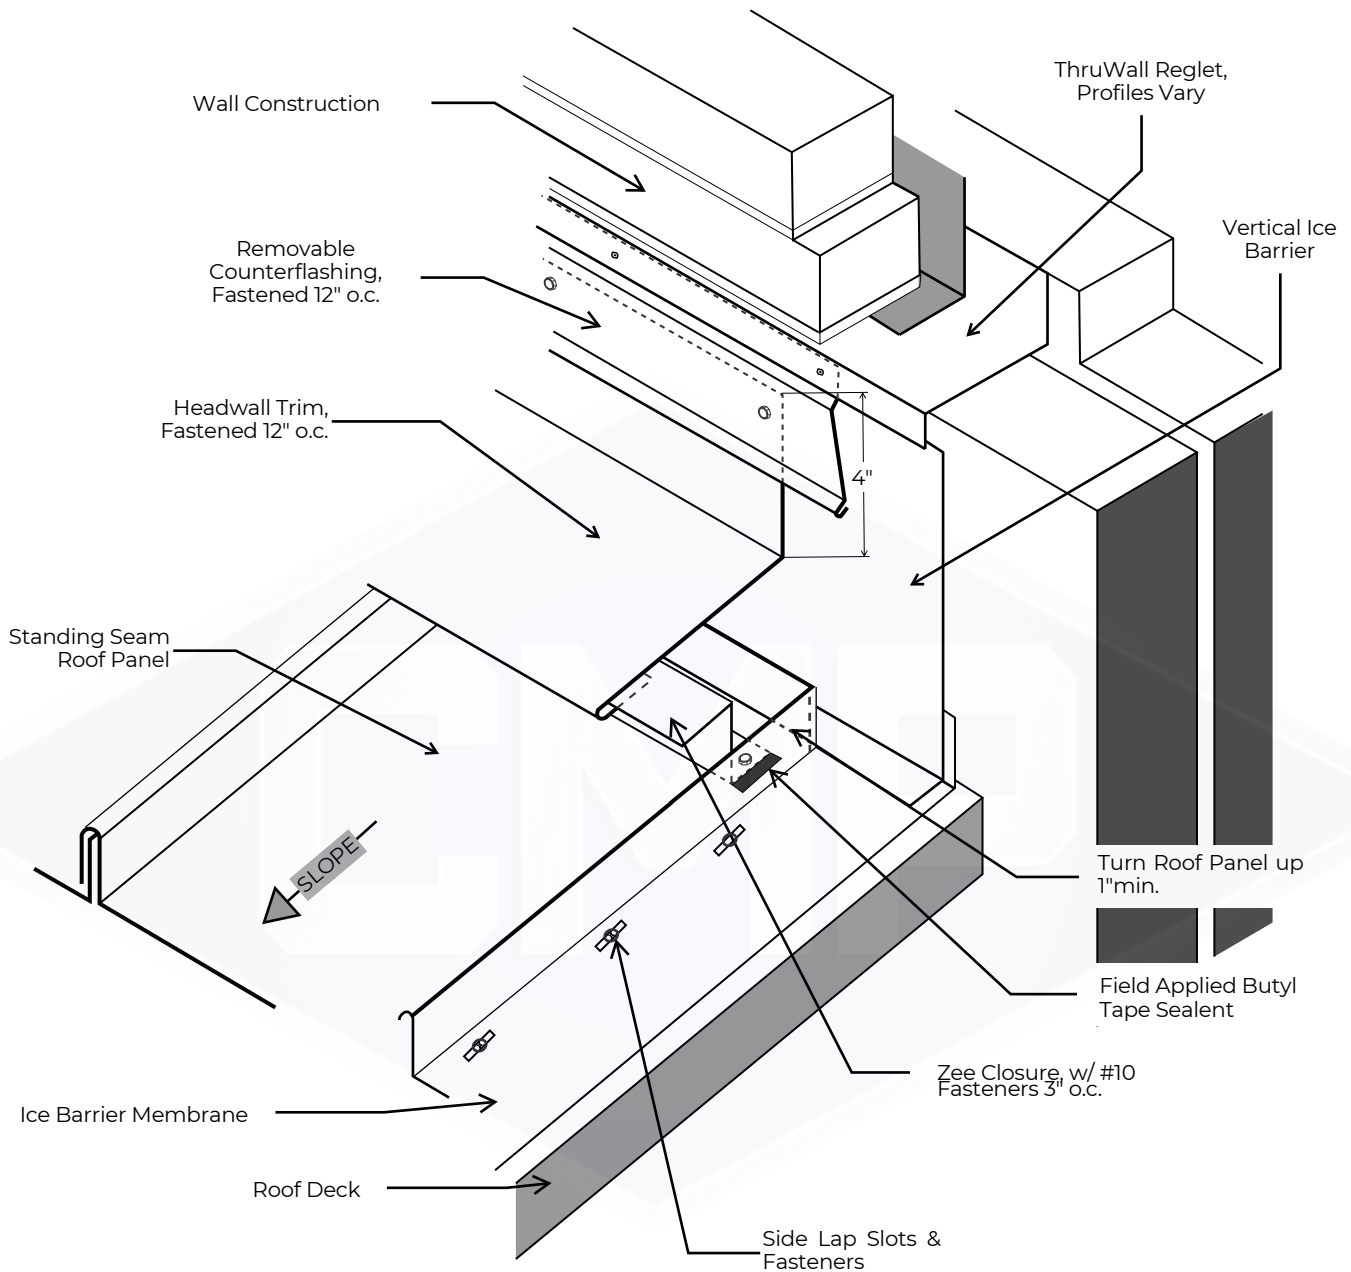 ThruWall Reglet,
Profiles Vary
Wall Construction
Vertical Ice
Barrier
Removable
Counterflashing,
Fastened 12" o.c.
Headwall Trim,
Fastened 12" o.c.
4"
Standing Seam
Roof Panel
SLOPE
Turn Roof Panel up
1"min.
Field Applied Butyl
Tape Sealent
Zee Closure, w/ #10
Fasteners 3" o.c.
Ice Barrier Membrane
Roof Deck
Side Lap Slots &
Fasteners
CMP